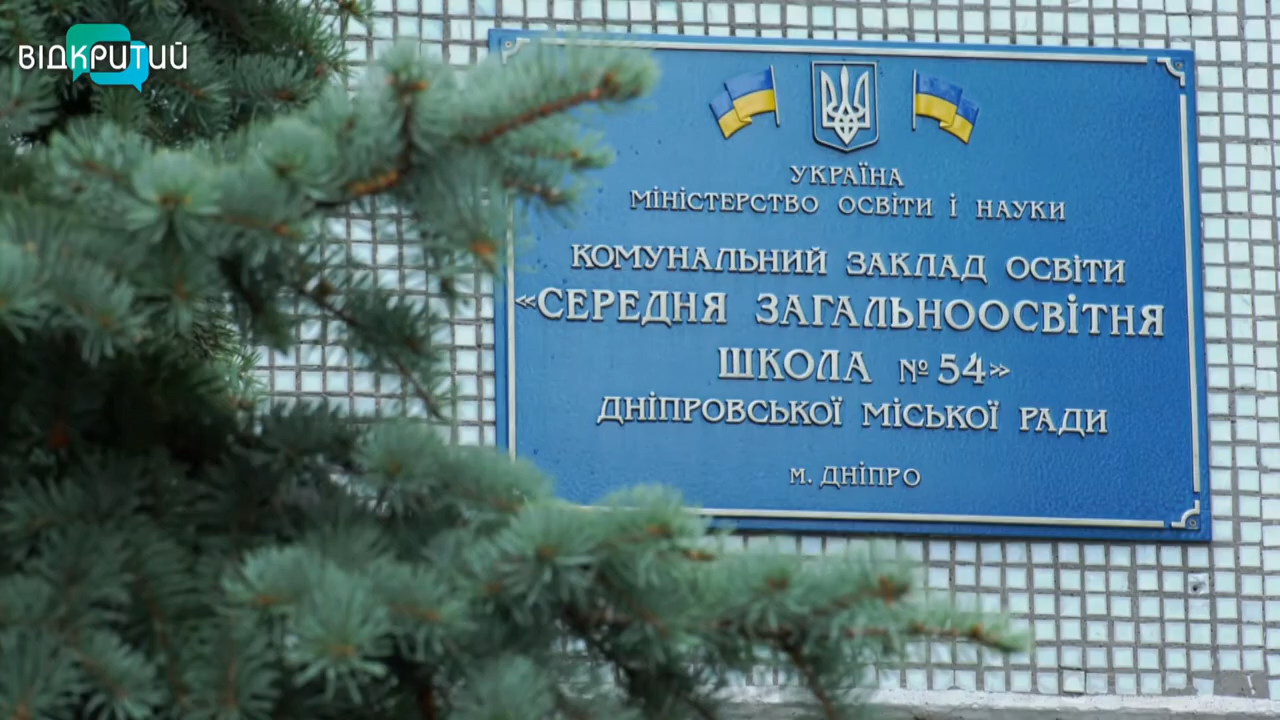 ВІДКРИТИЙ
УКРАЇНА
МІНІСТЕРСТВО ОСВІТИ І НАУКИ
КОМУНАЛЬНИЙ ЗАКЛАД ОСВІТИ
«СЕРЕДНЯ ЗАГАЛЬНООСВІТНЯ
ШКОЛА № 54»
ДНІПРОВСЬКОЇ МІСЬКОЇ РАДИ
м. ДНІПРО